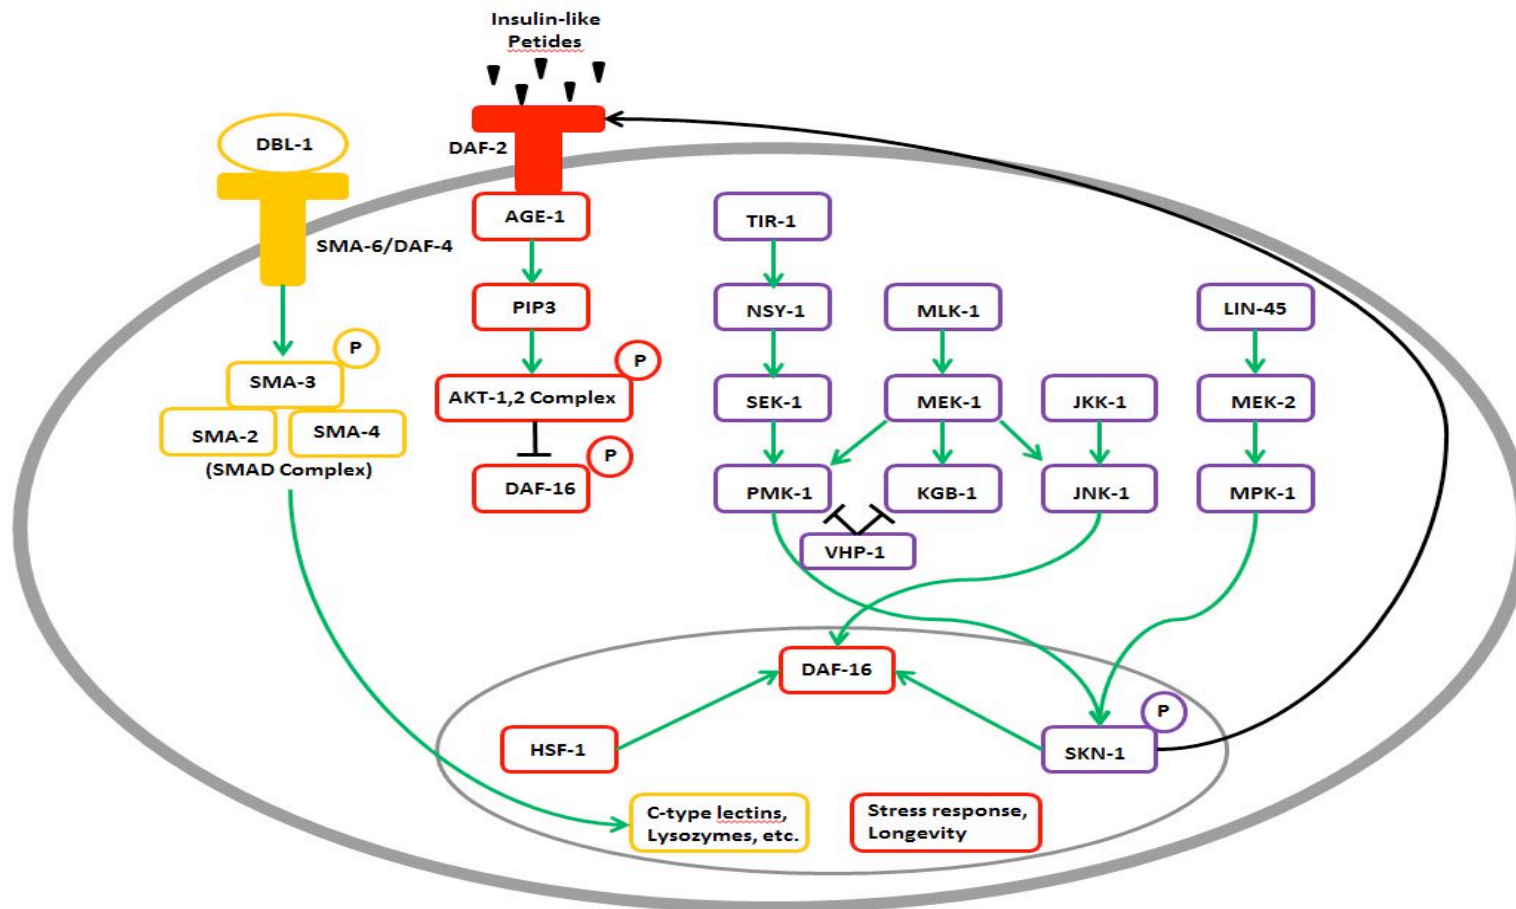 Insulin-like
Petides
DBL-1
DAF-2
SMA-6/DAF-4
AGE-1
TIR-1
PIP3
NSY-1
MLK-1
LIN-45
P
SMA-3
SMA-2
SMA-4
(SMAD Complex)
P
AKT-1,2 Complex
SEK-1
MEK-1
JKK-1
MEK-2
P
DAF-16
PMK-1
KGB-1
JNK-1
MPK-1
VHP-1
DAF-16
HSF-1
P
SKN-1
C-type lectins,
Lysozymes, etc.
Stress response,
Longevity